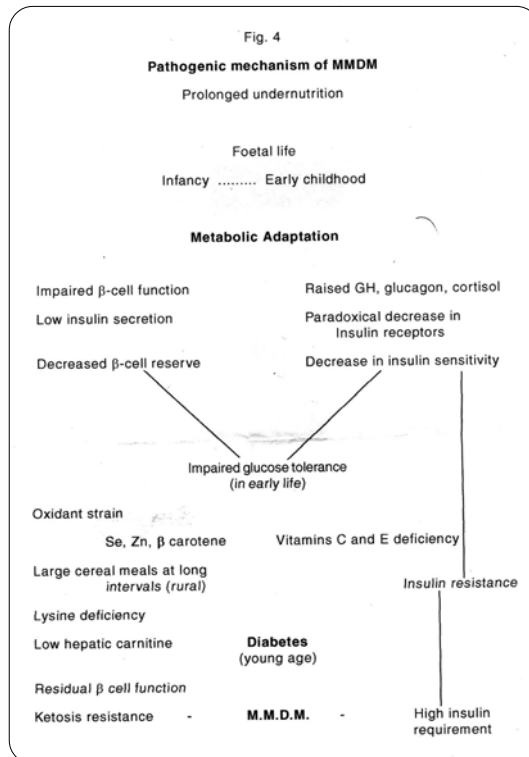 Fig. 4
Pathogenic mechanism of MMDM
Prolonged undernutrition
Foetal life
Infancy ......... Early childhood
Metabolic Adaptation
Impaired β-cell function
Raised GH, glucagon, cortisol
Low insulin secretion
Paradoxical decrease in
Insulin receptors
Decreased β-cell reserve
Decrease in insulin sensitivity
Impaired glucose tolerance
(in early life)
Oxidant strain
Se, Zn, β carotene
Vitamins C and E deficiency
Large cereal meals at long
intervals (rural)
Insulin resistance
Lysine deficiency
Low hepatic carnitine
Diabetes
(young age)
Residual β cell function
Ketosis resistance - M.M.D.M. - High insulin
requirement